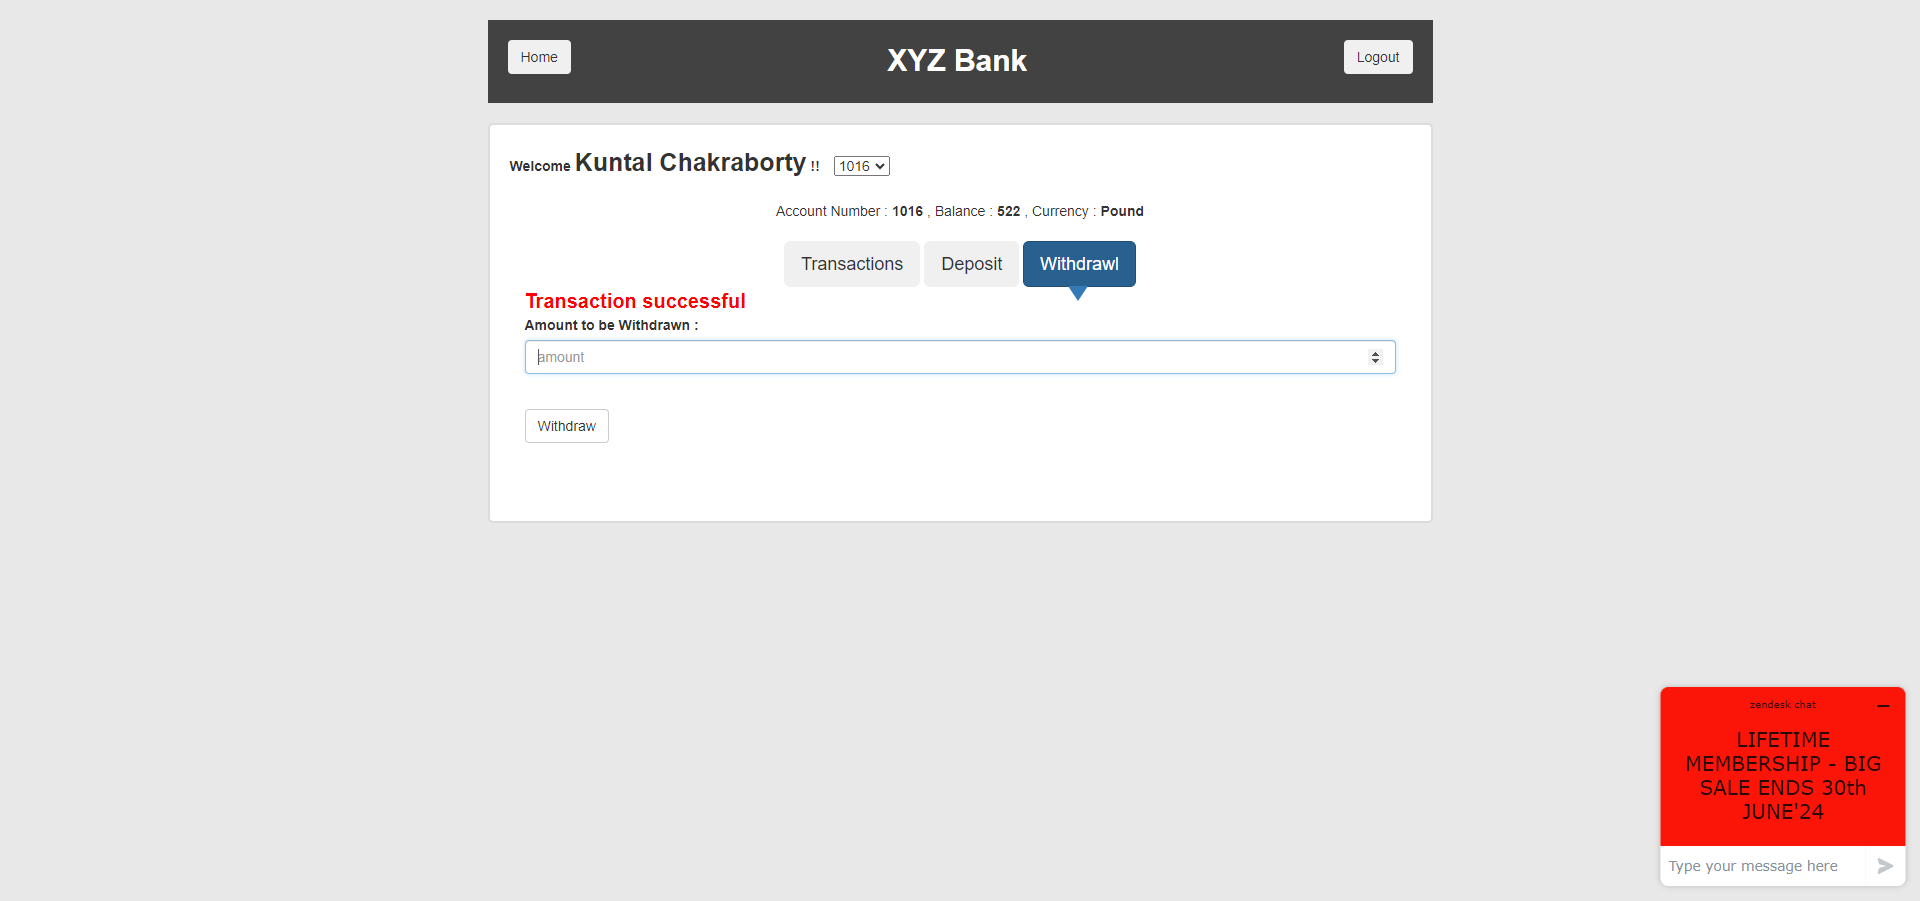 Home
XYZ Bank
Logout
Welcome Kuntal Chakraborty !! 1016
Account Number : 1016 , Balance : 522 , Currency : Pound
Transactions
Deposit
Withdrawl
Transaction successful
Amount to be Withdrawn :
amount
Withdraw
zendesk chat
LIFETIME
MEMBERSHIP - BIG
SALE ENDS 30th
JUNE'24
Type your message here